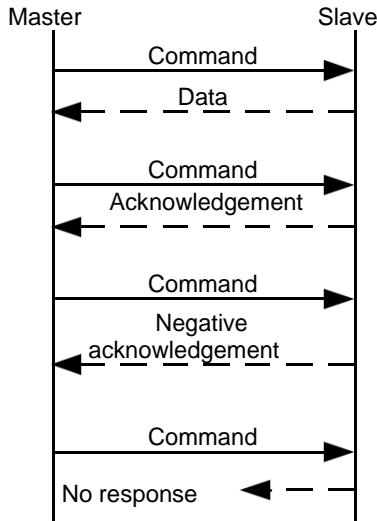 Master Slave
Command
Data
Command
Acknowledgement
Command
Negative
acknowledgement
Command
No response